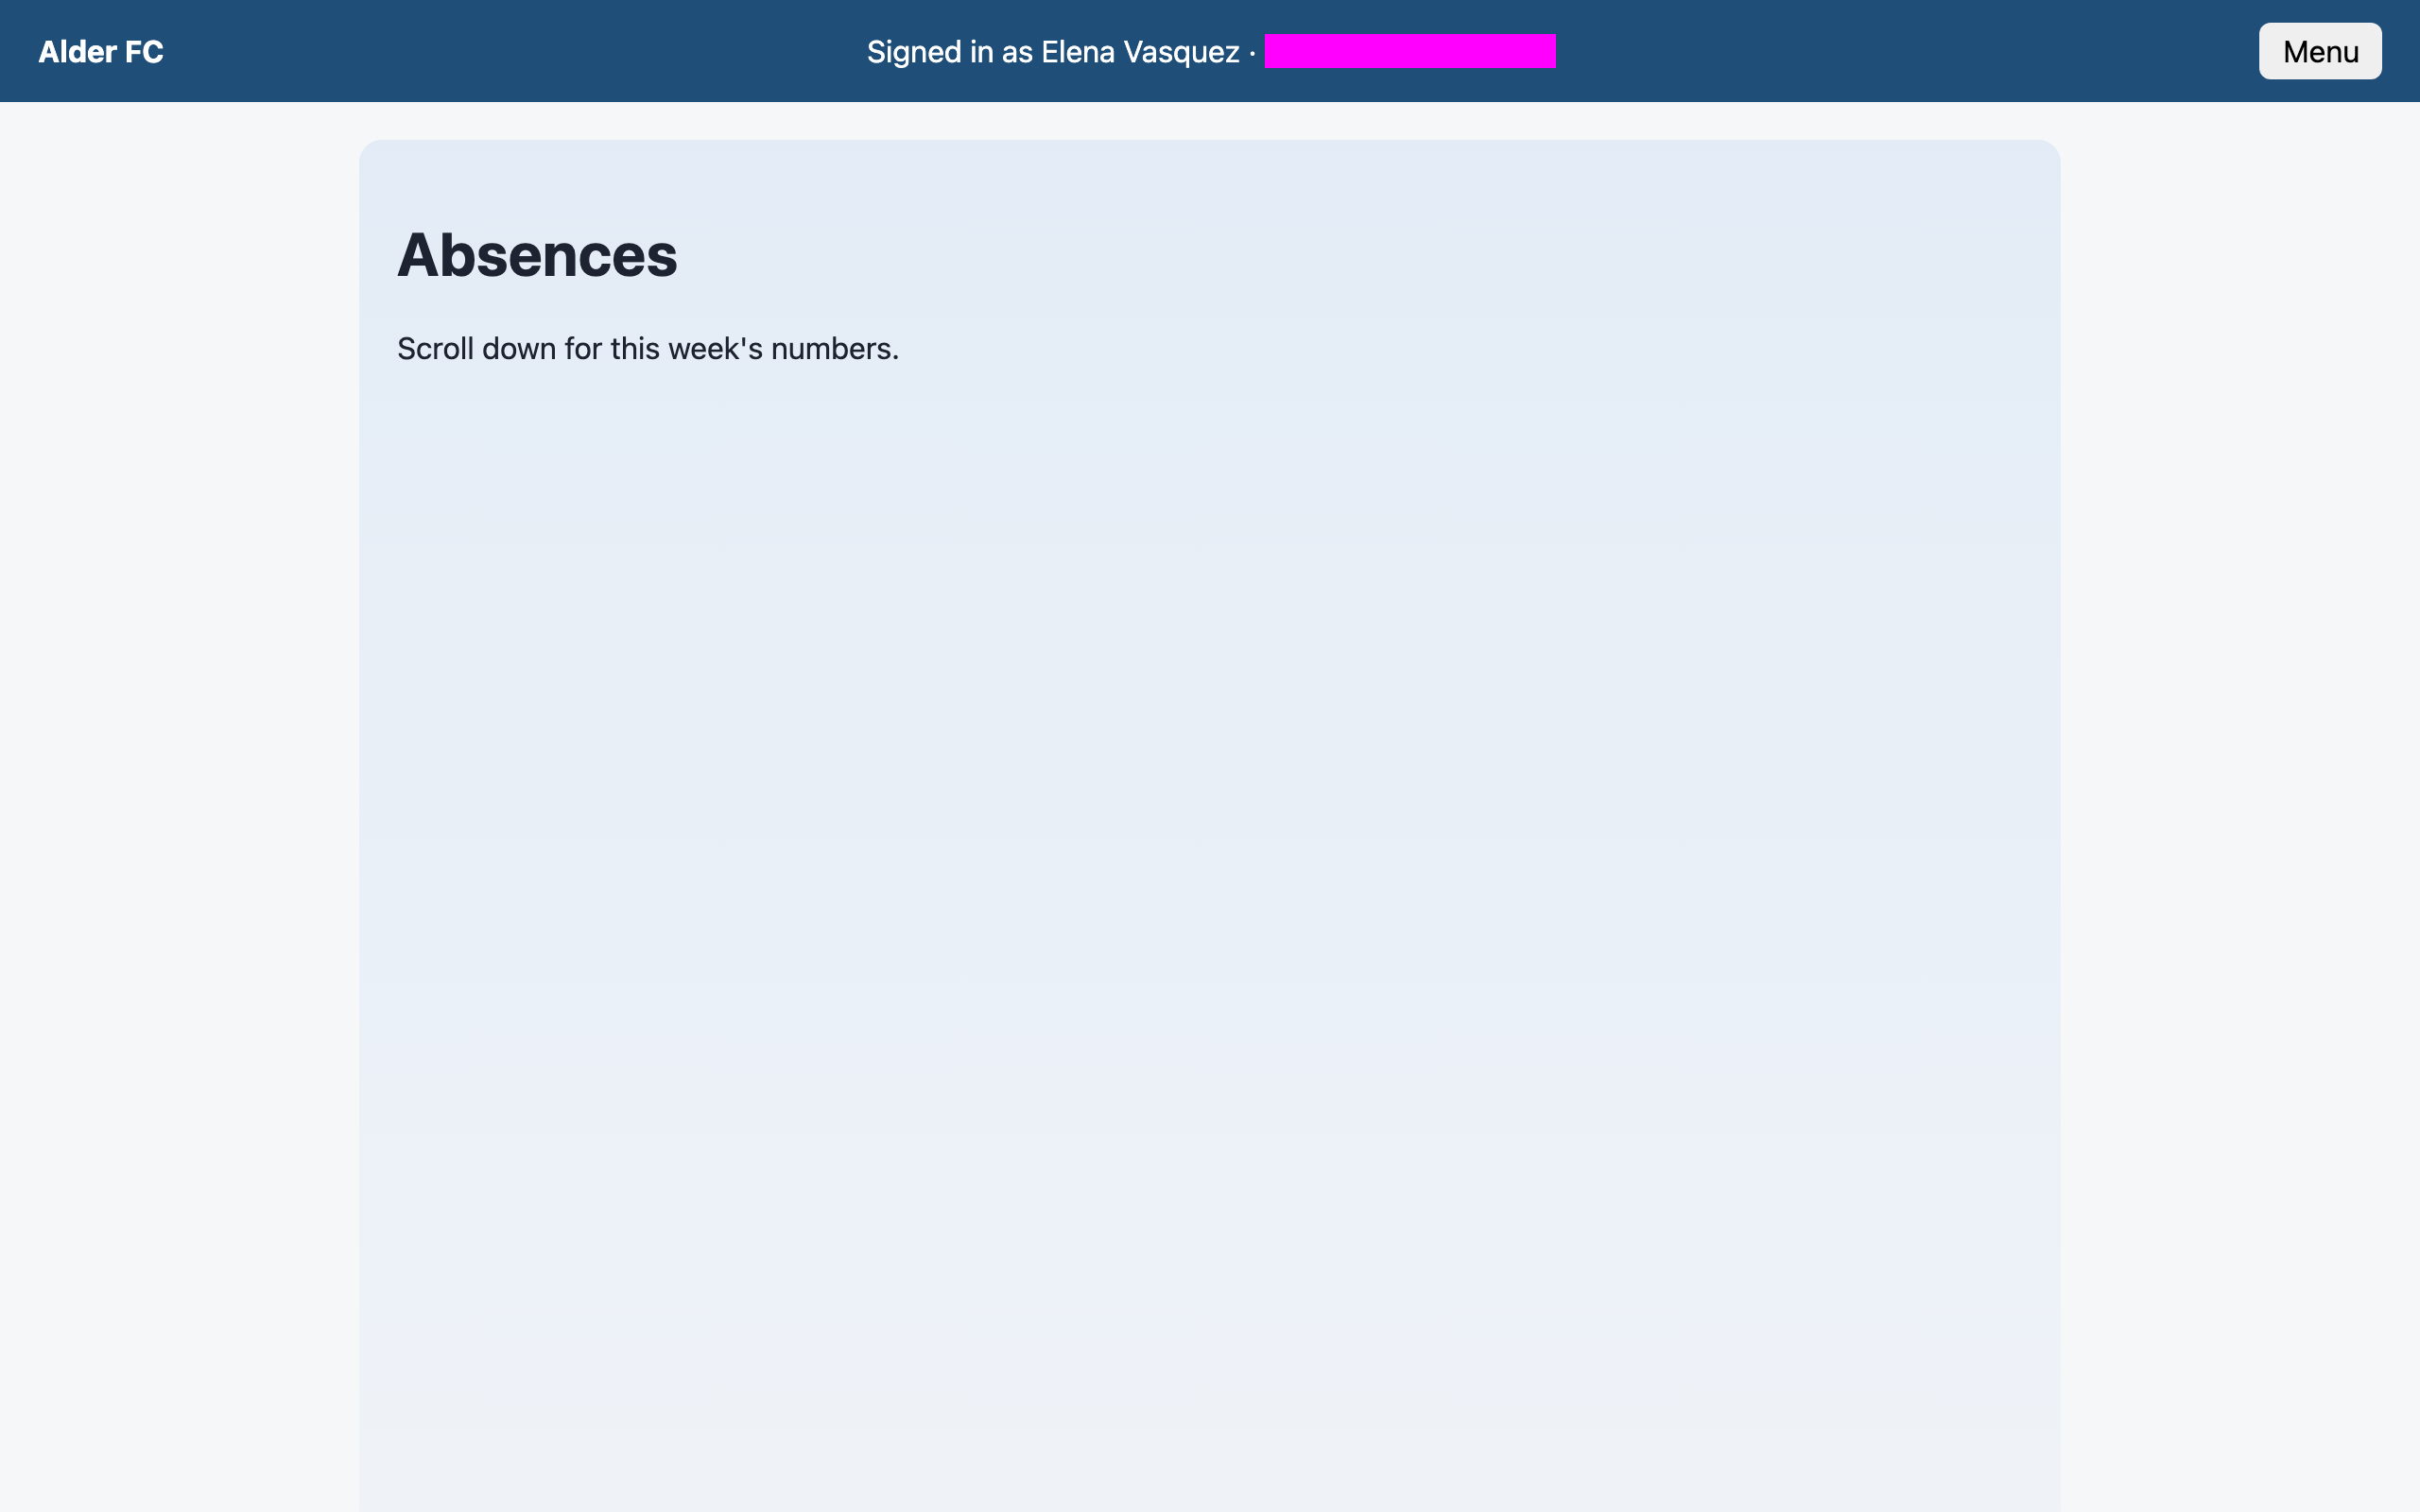 Alder FC
Signed in as Elena Vasquez ·
Menu
Absences
Scroll down for this week's numbers.